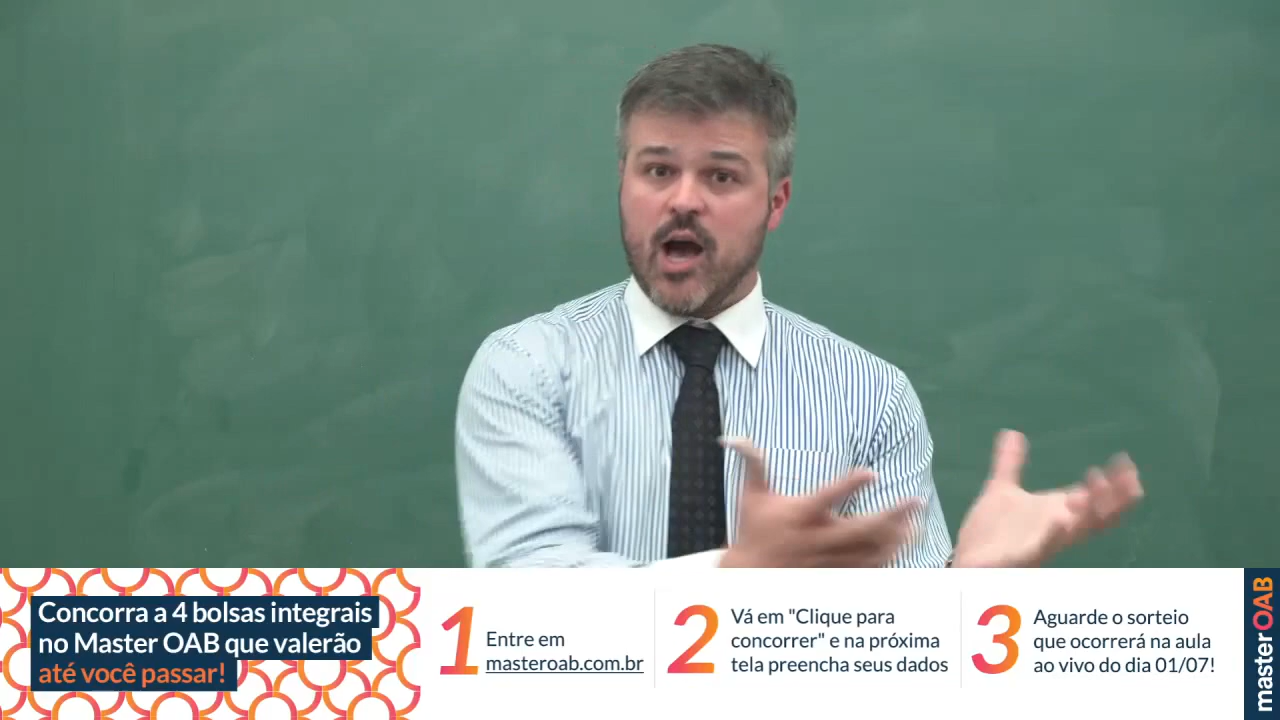 Concorra a 4 bolsas integrais
no Master OAB que valerão
até você passar!
1
Entre em
masteroab.com.br
2
Vá em "Clique para
concorrer" e na próxima
tela preencha seus dados
3
Aguarde o sorteio
que ocorrerá na aula
ao vivo do dia 01/07!
masterOAB